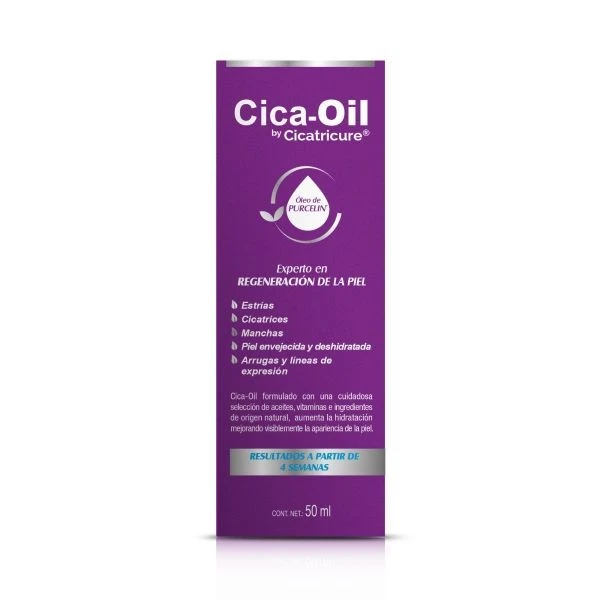 Cica-Oil
by Cicatricure®
Óleo de
PURCELIN
Experto en
REGENERACIÓN DE LA PIEL
Estrías
Cicatrices
Manchas
Piel envejecida y deshidratada
Arrugas y líneas de
expresión
Cica-Oil formulado con una cuidadosa
selección de aceites, vitaminas e ingredientes
de origen natural, aumenta la hidratación
mejorando visiblemente la apariencia de la piel.
RESULTADOS A PARTIR DE
4 SEMANAS
CONT. NET.: 50 ml